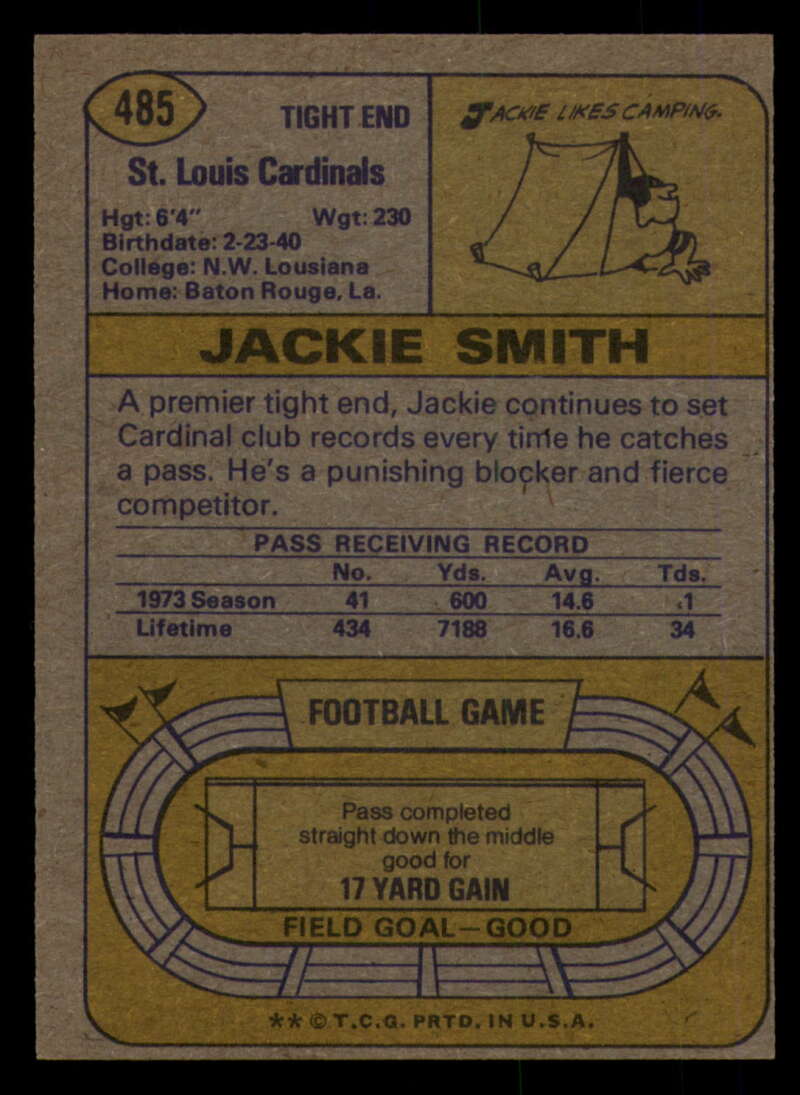 485
TIGHT END
St. Louis Cardinals
Hgt: 6'4" Wgt: 230
Birthdate: 2-23-40
College: N.W. Lousiana
Home: Baton Rouge, La.
JACKIE LIKES CAMPING.
JACKIE SMITH
A premier tight end, Jackie continues to set
Cardinal club records every time he catches
a pass. He's a punishing blocker and fierce
competitor.
PASS RECEIVING RECORD
No. Yds. Avg. Tds.
1973 Season 41 600 14.6 1
Lifetime 434 7188 16.6 34
FOOTBALL GAME
Pass completed
straight down the middle
good for
17 YARD GAIN
FIELD GOAL—GOOD
** © T.C.G. PRTD. IN U.S.A.